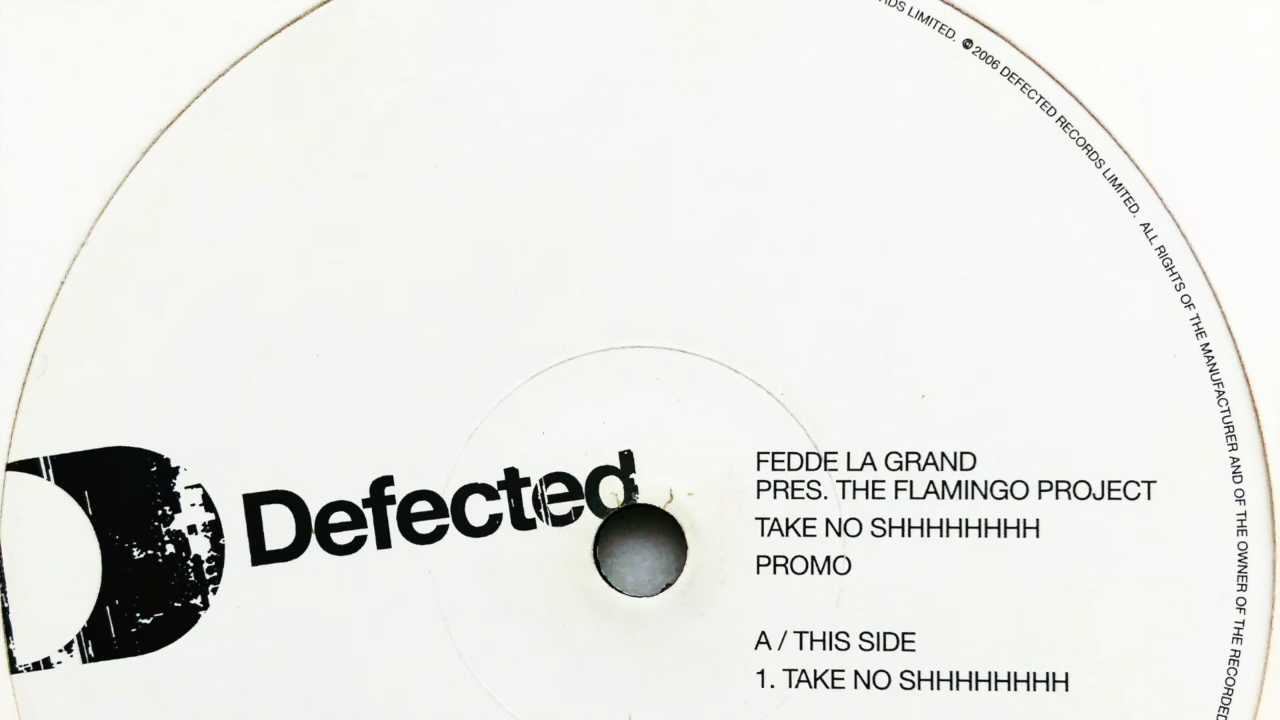 RDS LIMITED. ℗ 2006 DEFECTED RECORDS LIMITED. ALL RIGHTS OF THE MANUFACTURER AND OF THE OWNER OF THE RECORDED
Defected
FEDDE LA GRAND
PRES. THE FLAMINGO PROJECT
TAKE NO SHHHHHHHH
PROMO
A / THIS SIDE
1. TAKE NO SHHHHHHHH